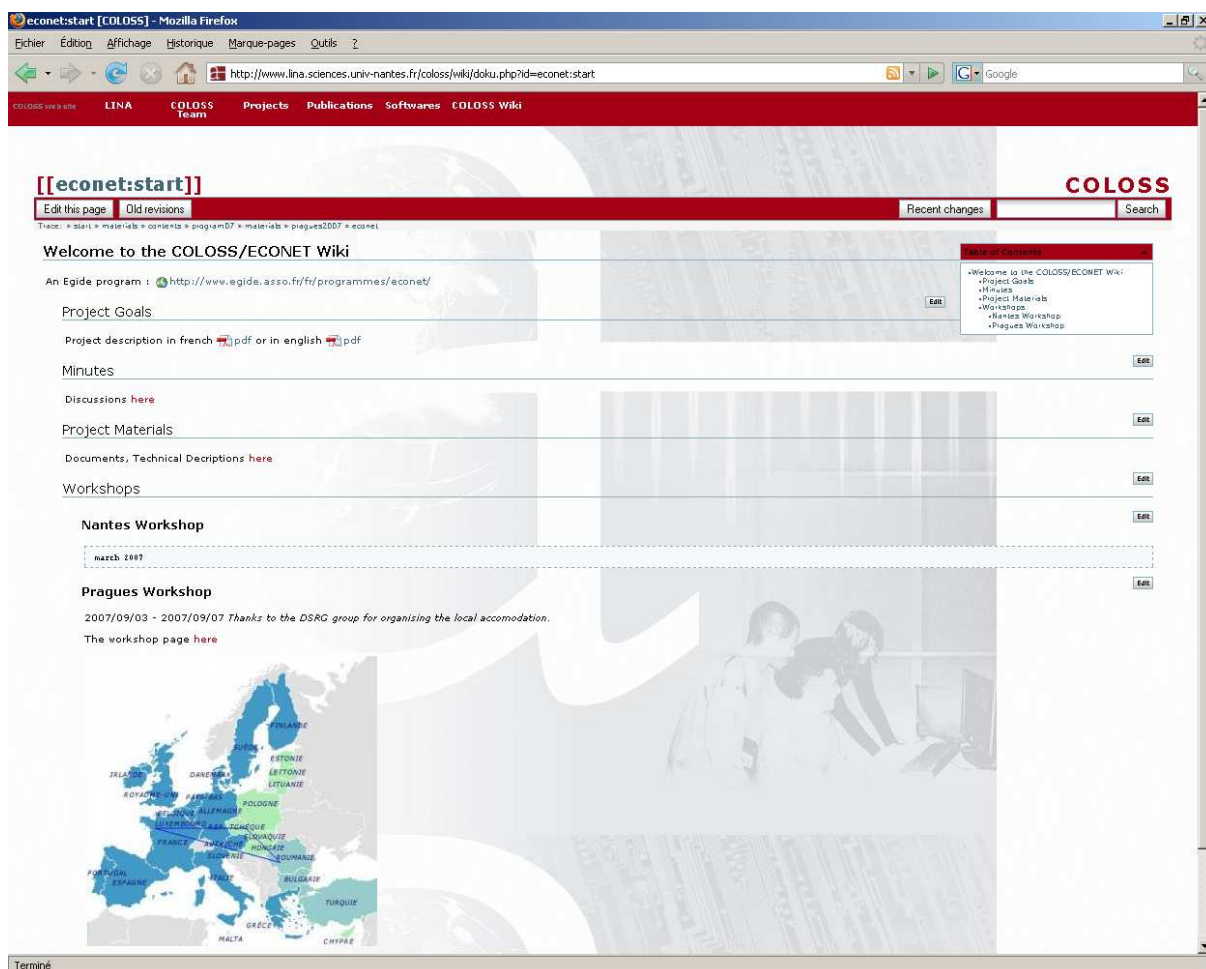 econet:start [COLOSS] - Mozilla Firefox
Fichier Édition Affichage Historique Marque-pages Outils ?
http://www.lina.sciences.univ-nantes.fr/coloss/wiki/doku.php?id=econet:start
Google
COLOSS web site LINA COLOSS Team Projects Publications Softwares COLOSS Wiki
[[econet:start]] COLOSS
Edit this page Old revisions Recent changes Search
Trace: » start » materials » contents » program07 » materials » pragues2007 » econet
Welcome to the COLOSS/ECONET Wiki
Table of Contents
•Welcome to the COLOSS/ECONET Wiki
•Project Goals
•Minutes
•Project Materials
•Workshops
•Nantes Workshop
•Pragues Workshop
An Egide program : http://www.egide.asso.fr/fr/programmes/econet/
Edit
Project Goals
Project description in french pdf or in english pdf
Edit
Minutes
Discussions here
Edit
Project Materials
Documents, Technical Decriptions here
Edit
Workshops
Edit
Nantes Workshop
march 2007
Edit
Pragues Workshop
2007/09/03 - 2007/09/07 Thanks to the DSRG group for organising the local accomodation.
The workshop page here
FINLANDE
SUÈDE
ESTONIE
LETTONIE
LITUANIE
IRLANDE
DANEMARK
ROYAUME-UNI
PAYS-BAS
POLOGNE
BELGIQUE
ALLEMAGNE
LUXEMBOURG
RÉP. TCHÈQUE
SLOVAQUIE
FRANCE
AUTRICHE
HONGRIE
SLOVÉNIE
ROUMANIE
PORTUGAL
ESPAGNE
ITALIE
BULGARIE
TURQUIE
GRÈCE
MALTA
CHYPRE
Terminé